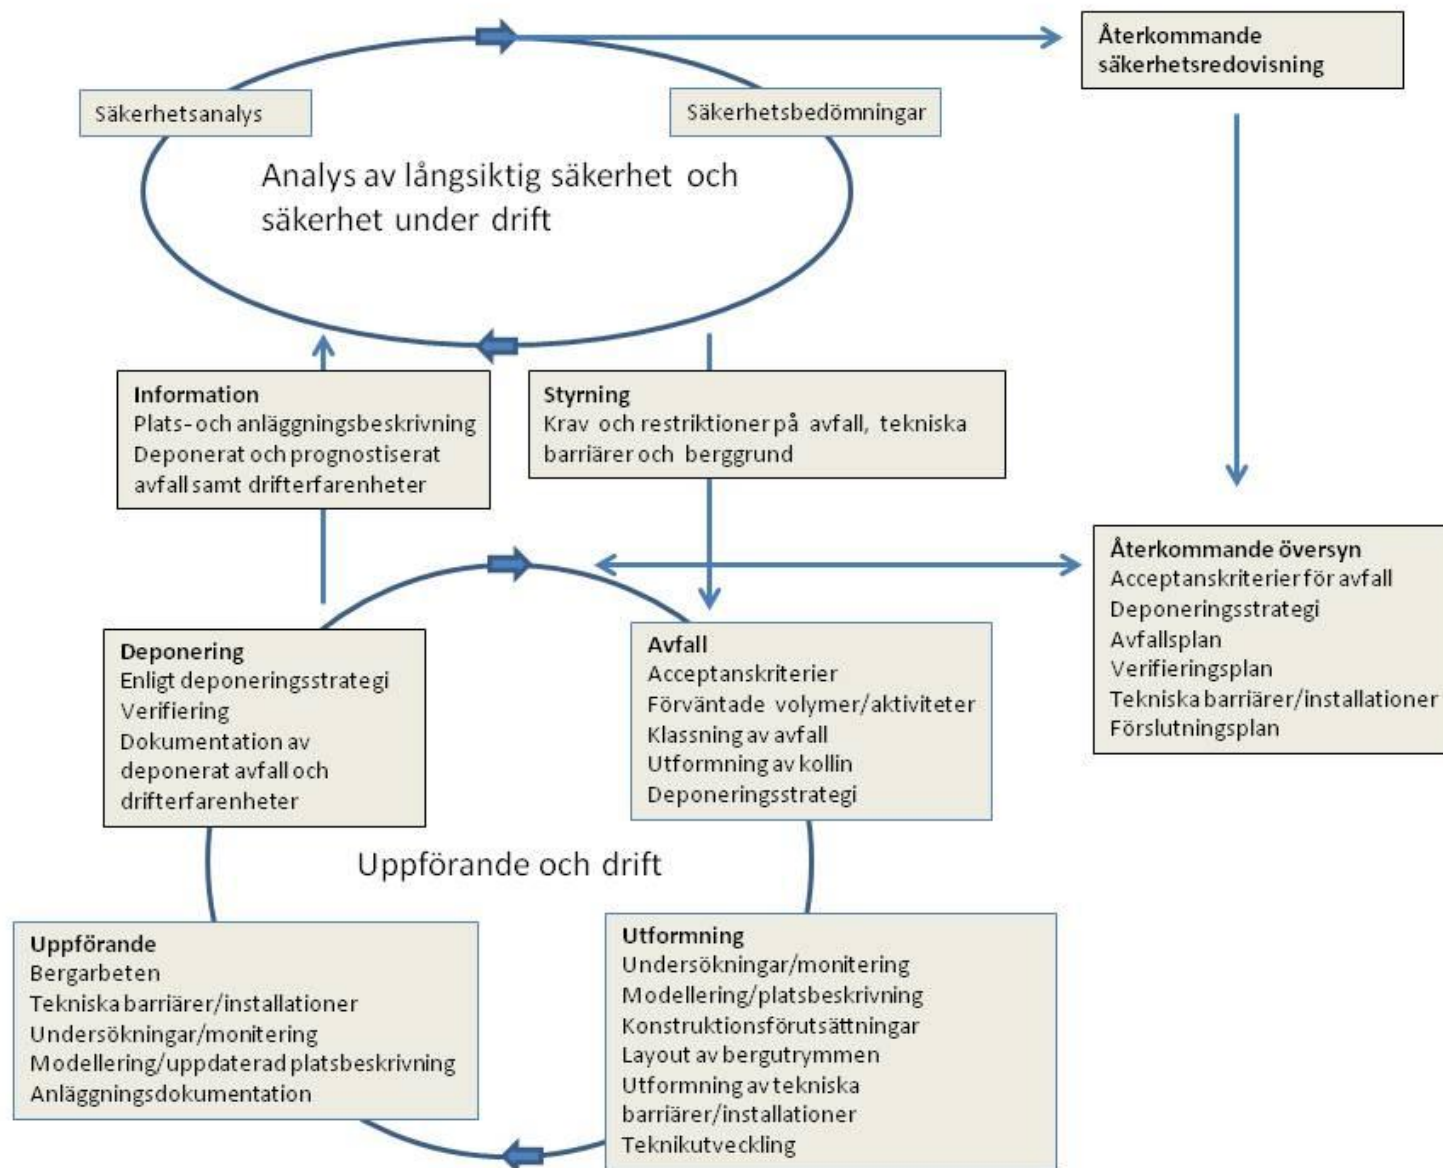 Återkommande
säkerhetsredovisning
Säkerhetsanalys
Säkerhetsbedömningar
Analys av långsiktig säkerhet och
säkerhet under drift
Information
Plats- och anläggningsbeskrivning
Deponerat och prognostiserat
avfall samt drifterfarenheter
Styrning
Krav och restriktioner på avfall, tekniska
barriärer och berggrund
Återkommande översyn
Acceptanskriterier för avfall
Deponeringsstrategi
Avfallsplan
Verifieringsplan
Tekniska barriärer/installationer
Förslutningsplan
Deponering
Enligt deponeringsstrategi
Verifiering
Dokumentation av
deponerat avfall och
drifterfarenheter
Avfall
Acceptanskriterier
Förväntade volymer/aktiviteter
Klassning av avfall
Utformning av kollin
Deponeringsstrategi
Uppförande och drift
Uppförande
Bergarbeten
Tekniska barriärer/installationer
Undersökningar/monitering
Modellering/uppdaterad platsbeskrivning
Anläggningsdokumentation
Utformning
Undersökningar/monitering
Modellering/platsbeskrivning
Konstruktionsförutsättningar
Layout av bergutrymmen
Utformning av tekniska
barriärer/installationer
Teknikutveckling